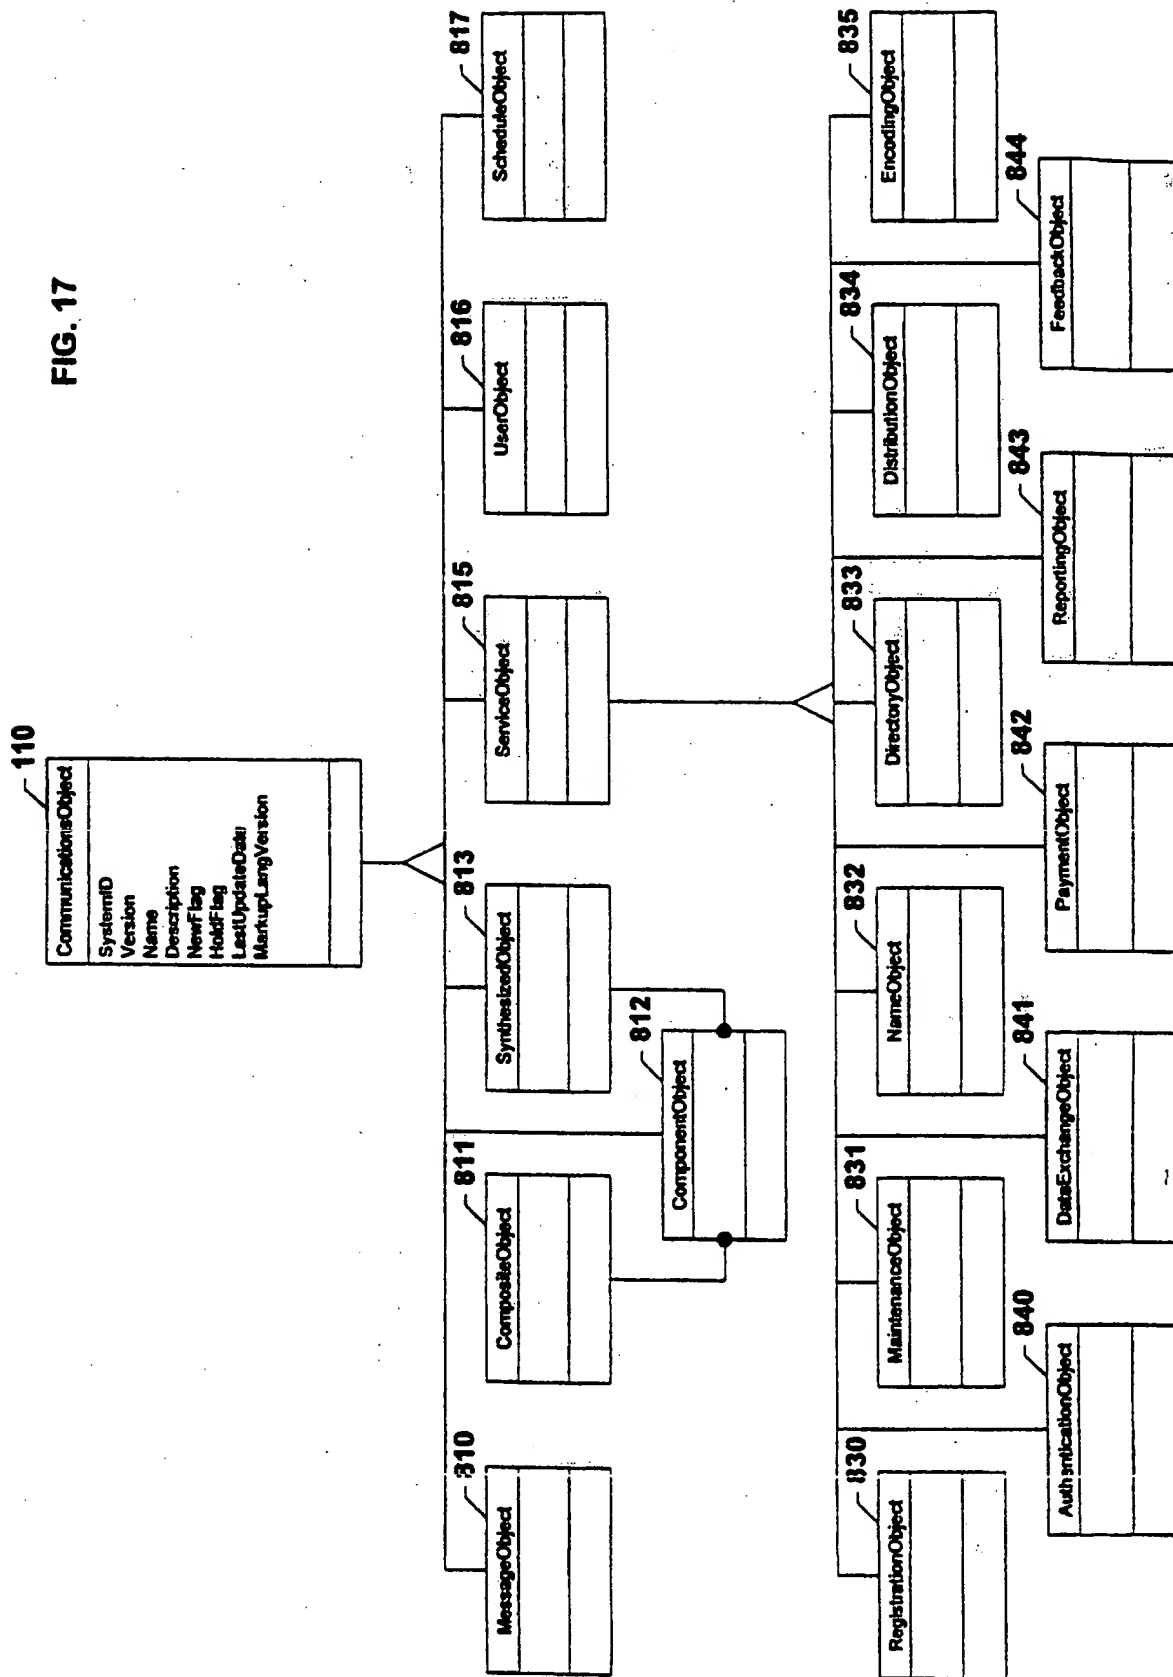 FIG. 17
110
CommunicationsObject
SystemID
Version
Name
Description
NewFlag
HoldFlag
LastUpdateDate
MarkupLangVersion
810
MessageObject
811
CompositeObject
813
SynthesizedObject
815
ServiceObject
816
UserObject
817
ScheduleObject
812
ComponentObject
830
RegistrationObject
831
MaintenanceObject
832
NameObject
833
DirectoryObject
834
DistributionObject
835
EncodingObject
840
AuthenticationObject
841
DataExchangeObject
842
PaymentObject
843
ReportingObject
844
FeedbackObject